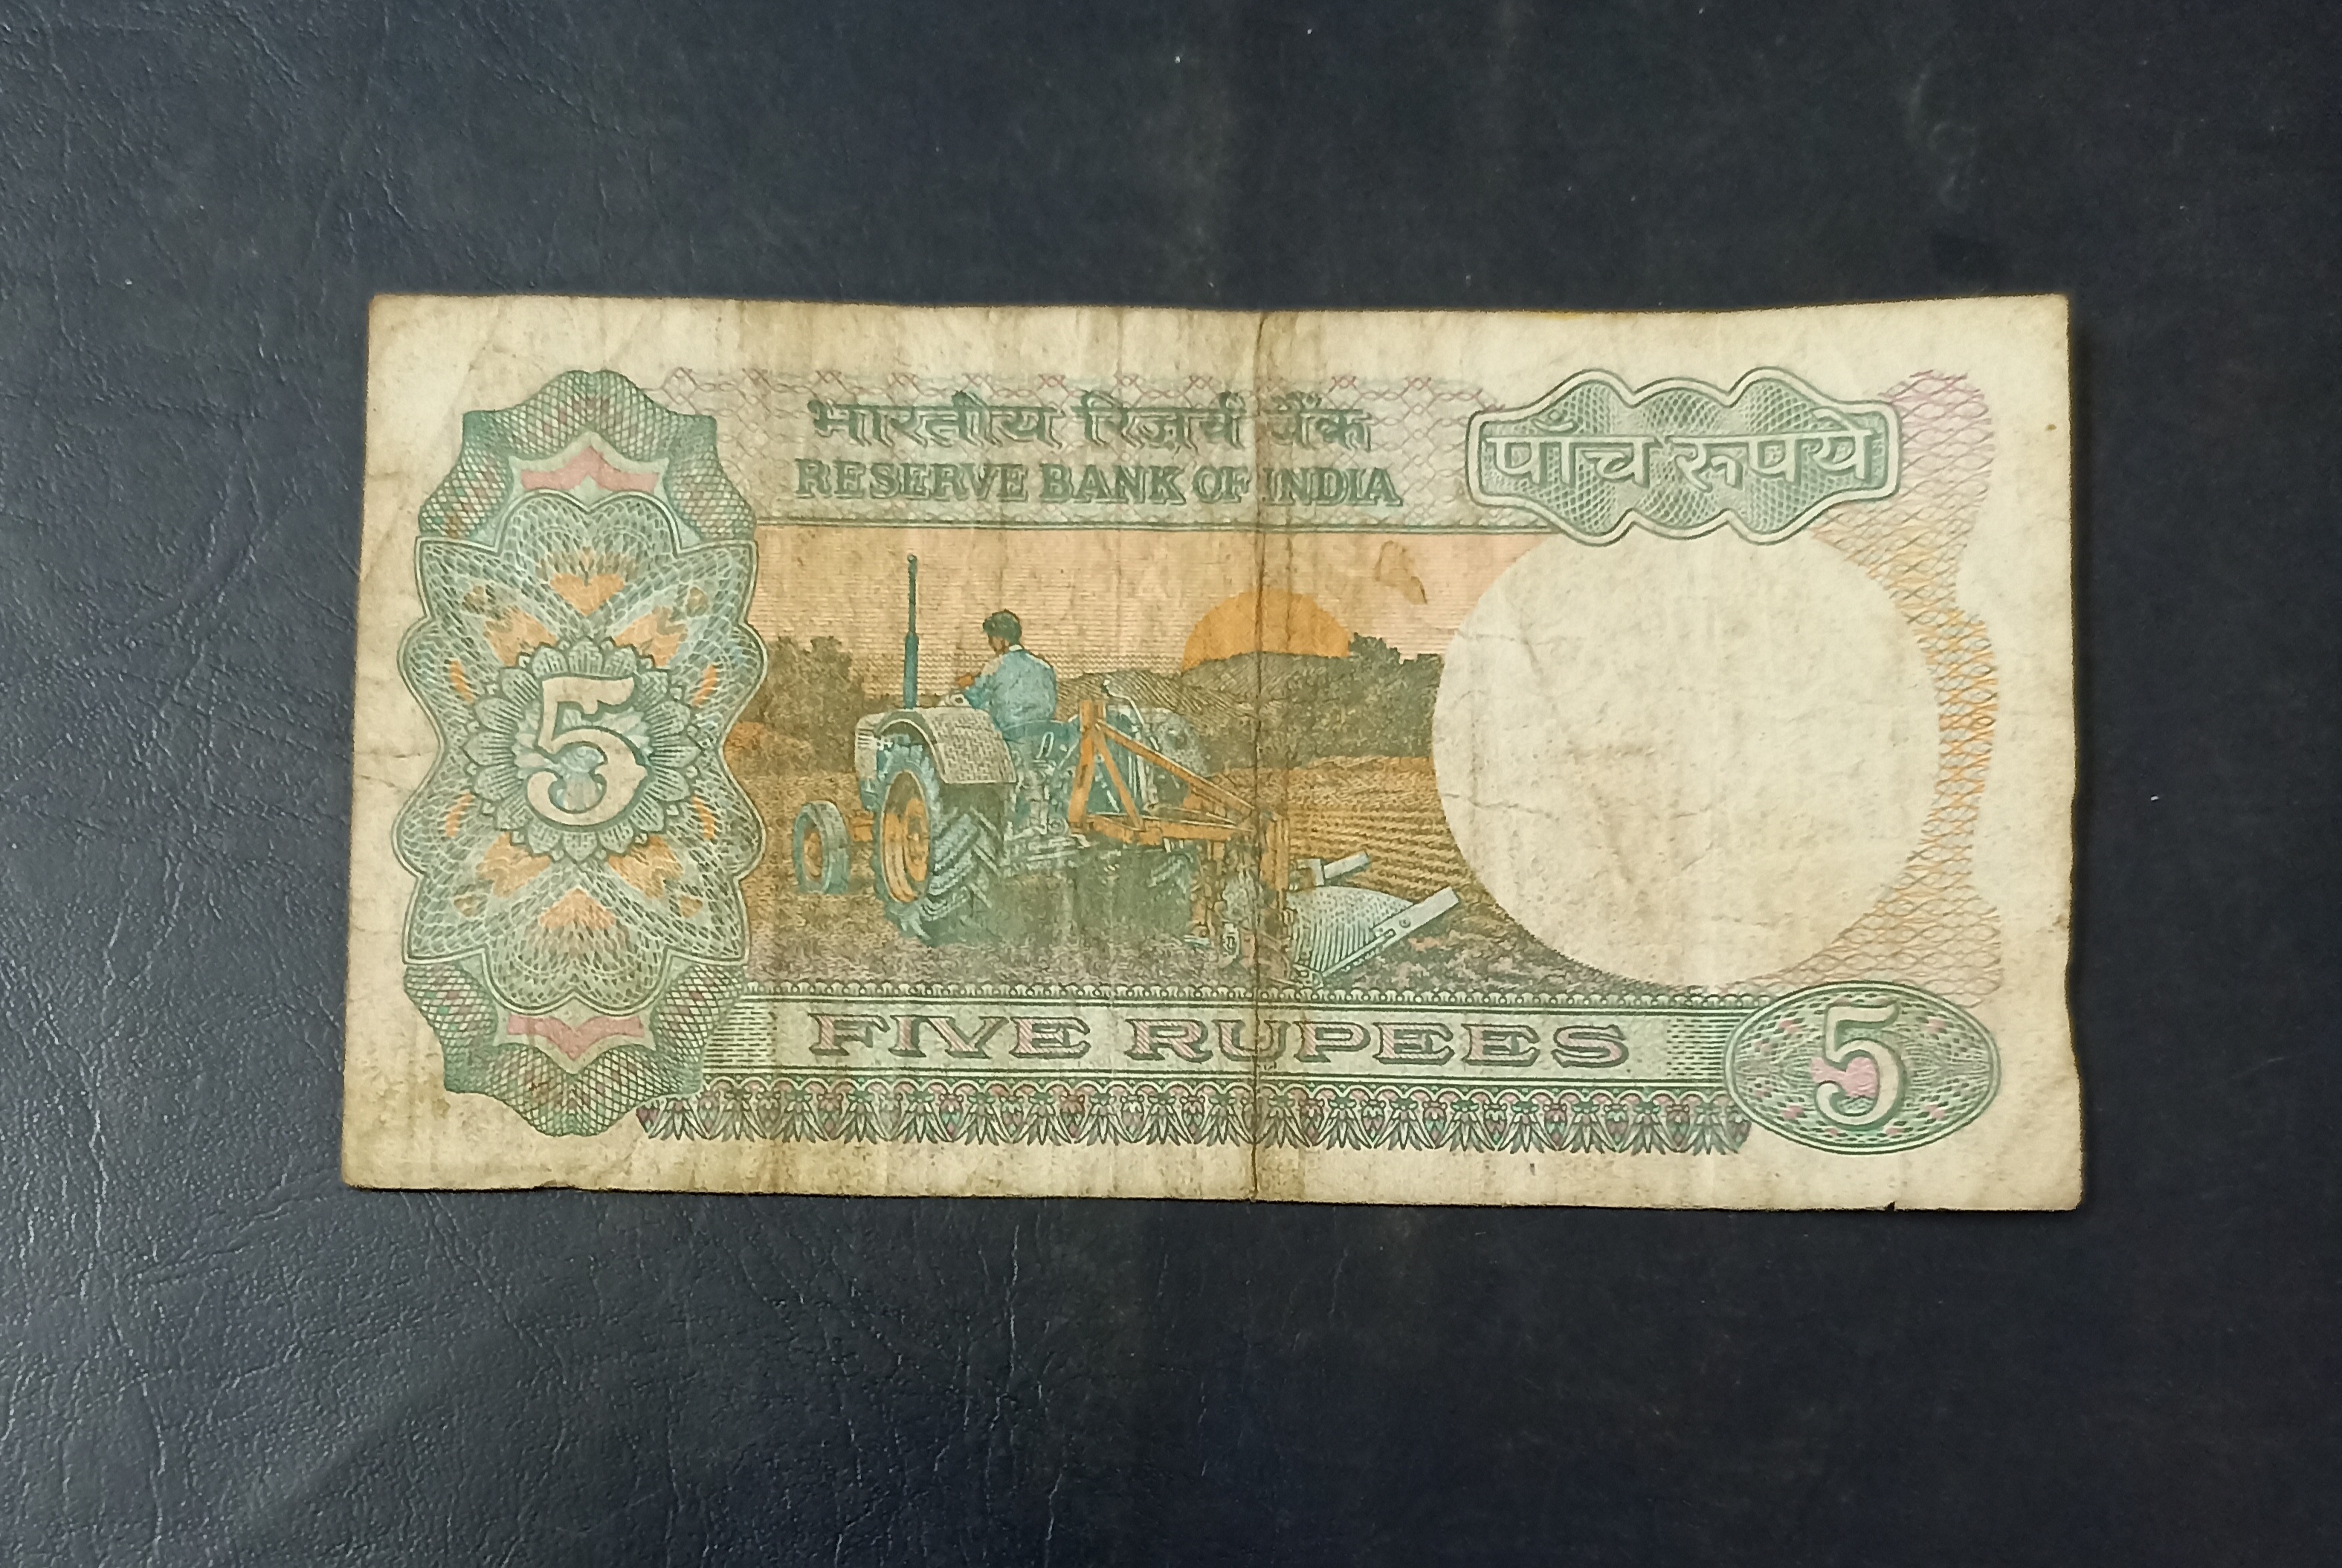 भारतीय रिज़र्व बैंक
RESERVE BANK OF INDIA
पाँच रूपये
5
FIVE RUPEES
5